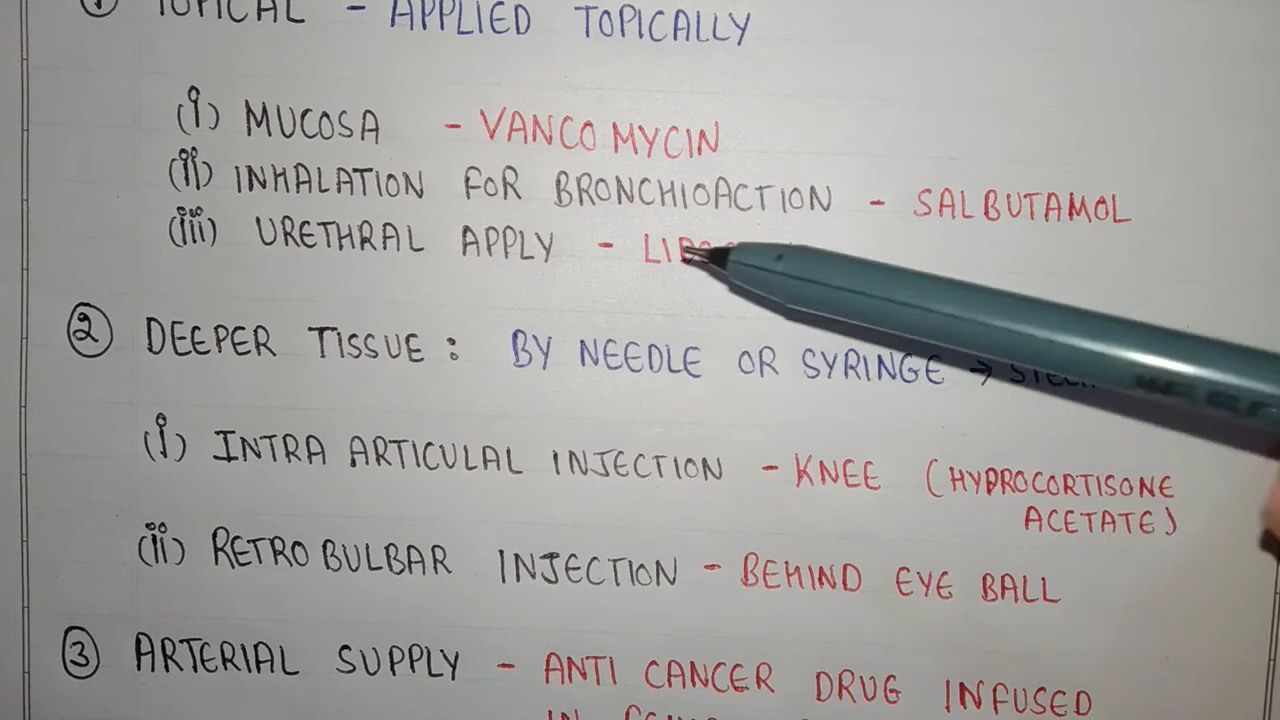 ① TOPICAL - APPLIED TOPICALLY
(i) MUCOSA - VANCOMYCIN
(ii) INHALATION FOR BRONCHIOACTION - SALBUTAMOL
(iii) URETHRAL APPLY -
② DEEPER TISSUE : BY NEEDLE OR SYRINGE →
(i) INTRA ARTICULAL INJECTION - KNEE (HYDROCORTISONE
ACETATE)
(ii) RETRO BULBAR INJECTION - BEHIND EYE BALL
③ ARTERIAL SUPPLY - ANTI CANCER DRUG INFUSED